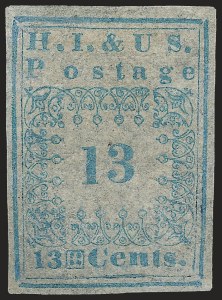 H. I. & U S.
Postage
13
13 Cents.